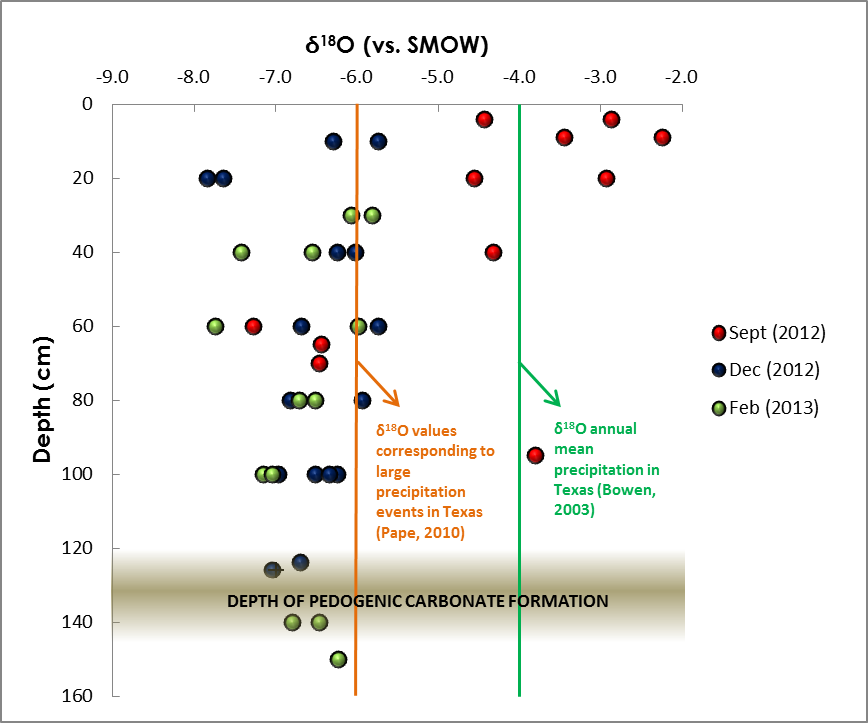 δ18O (vs. SMOW)
-9.0 -8.0 -7.0 -6.0 -5.0 -4.0 -3.0 -2.0
0
20
40
60
80
100
120
140
160
Depth (cm)
δ18O values
corresponding to
large
precipitation
events in Texas
(Pape, 2010)
δ18O annual
mean
precipitation in
Texas (Bowen,
2003)
DEPTH OF PEDOGENIC CARBONATE FORMATION
Sept (2012)
Dec (2012)
Feb (2013)